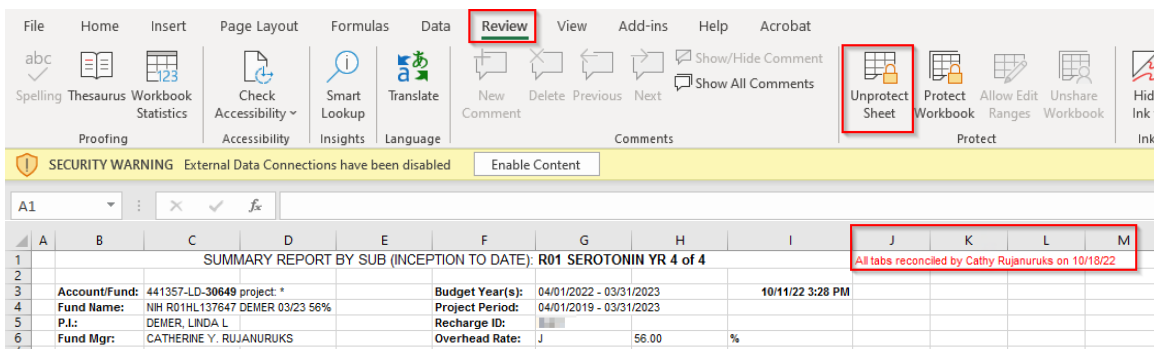 File Home Insert Page Layout Formulas Data Review View Add-ins Help Acrobat
abc
123
Show/Hide Comment
Show All Comments
Spelling Thesaurus Workbook Statistics
Check Accessibility
Smart Lookup
Translate
New Comment
Delete Previous Next
Unprotect Sheet
Protect Workbook
Allow Edit Ranges
Unshare Workbook
Hid
Ink
Proofing Accessibility Insights Language Comments Protect Ink
SECURITY WARNING External Data Connections have been disabled Enable Content
A1 fx
A B C D E F G H I J K L M
1 SUMMARY REPORT BY SUB (INCEPTION TO DATE): R01 SEROTONIN YR 4 of 4 All tabs reconciled by Cathy Rujanuruks on 10/18/22
2
3 Account/Fund: 441357-LD-30649 project: * Budget Year(s): 04/01/2022 - 03/31/2023 10/11/22 3:28 PM
4 Fund Name: NIH R01HL137647 DEMER 03/23 56% Project Period: 04/01/2019 - 03/31/2023
5 P.I.: DEMER, LINDA L Recharge ID:
6 Fund Mgr: CATHERINE Y. RUJANURUKS Overhead Rate: J 56.00 %